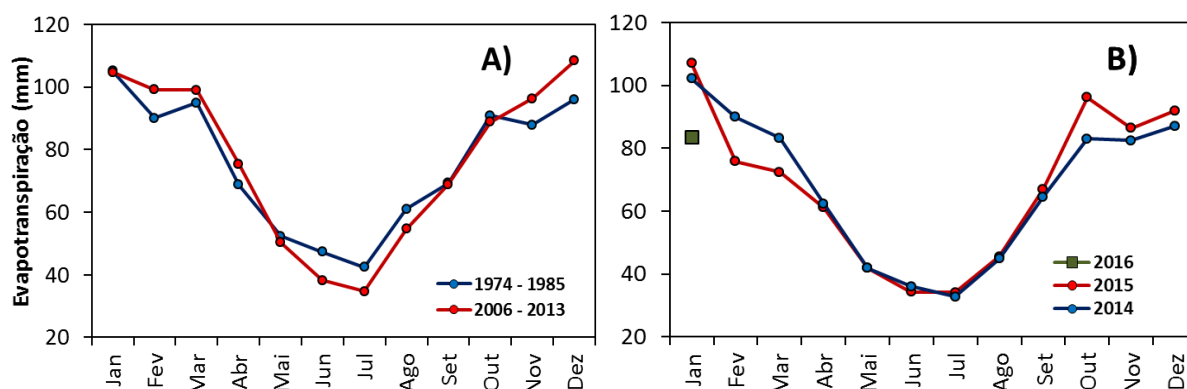 Evapotranspiração (mm)
120
100
80
60
40
20
A)
1974 - 1985
2006 - 2013
Jan
Fev
Mar
Abr
Mai
Jun
Jul
Ago
Set
Out
Nov
Dez
120
100
80
60
40
20
B)
2016
2015
2014
Jan
Fev
Mar
Abr
Mai
Jun
Jul
Ago
Set
Out
Nov
Dez